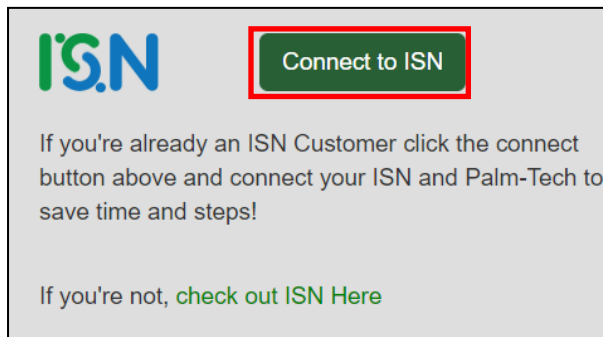 ISN
Connect to ISN
If you're already an ISN Customer click the connect
button above and connect your ISN and Palm-Tech to
save time and steps!
If you're not, check out ISN Here